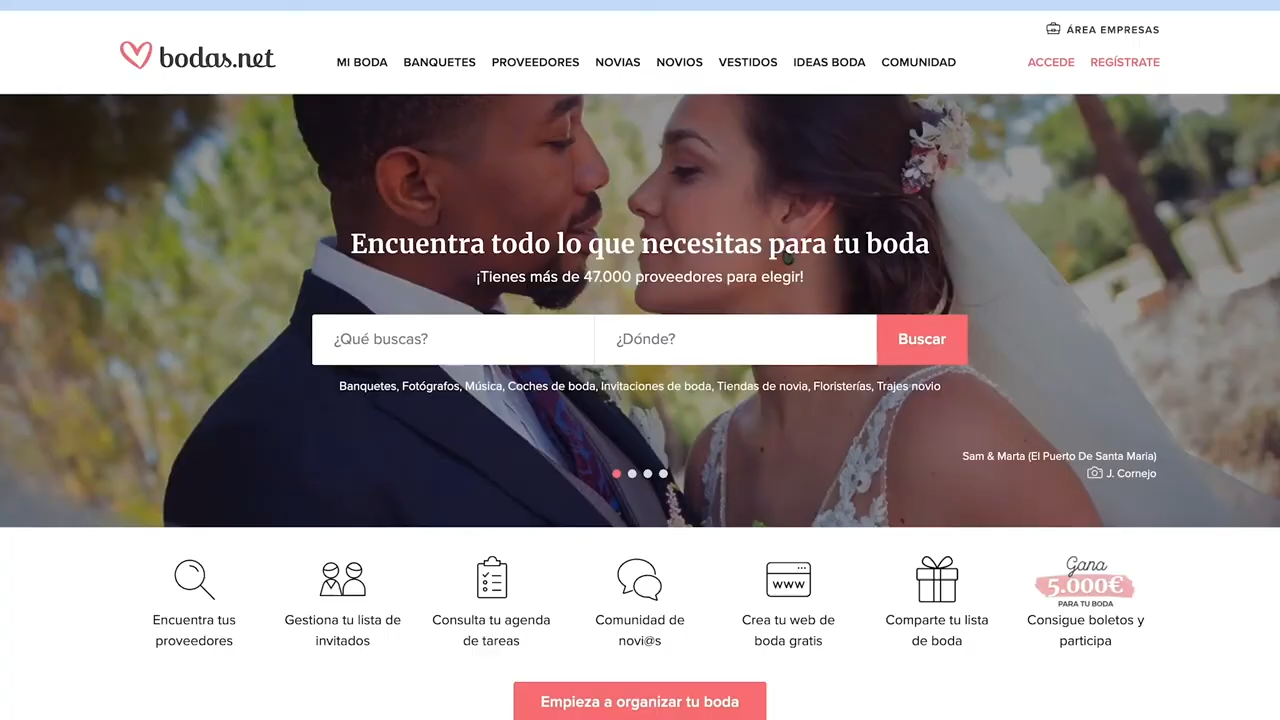 ÁREA EMPRESAS
bodas.net
MI BODA BANQUETES PROVEEDORES NOVIAS NOVIOS VESTIDOS IDEAS BODA COMUNIDAD
ACCEDE REGÍSTRATE
Encuentra todo lo que necesitas para tu boda
¡Tienes más de 47.000 proveedores para elegir!
¿Qué buscas? ¿Dónde? Buscar
Banquetes, Fotógrafos, Música, Coches de boda, Invitaciones de boda, Tiendas de novia, Floristerías, Trajes novio
Sam & Marta (El Puerto De Santa Maria)
J. Cornejo
Encuentra tus
proveedores
Gestiona tu lista de
invitados
Consulta tu agenda
de tareas
Comunidad de
novi@s
www
Crea tu web de
boda gratis
Comparte tu lista
de boda
Gana
5.000€
PARA TU BODA
Consigue boletos y
participa
Empieza a organizar tu boda